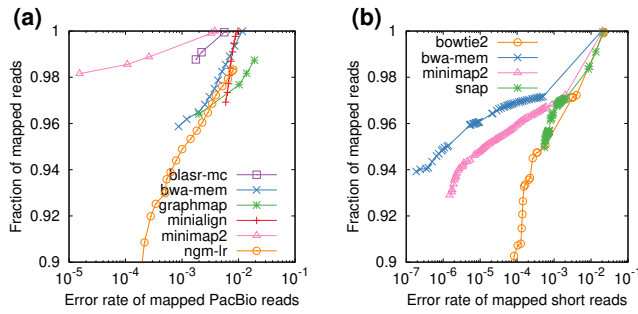 (a)
Fraction of mapped reads
1
0.98
0.96
0.94
0.92
0.9
blasr-mc
bwa-mem
graphmap
minialign
minimap2
ngm-lr
10-5 10-4 10-3 10-2 10-1
Error rate of mapped PacBio reads
(b)
Fraction of mapped reads
1
0.98
0.96
0.94
0.92
0.9
bowtie2
bwa-mem
minimap2
snap
10-7 10-6 10-5 10-4 10-3 10-2 10-1
Error rate of mapped short reads